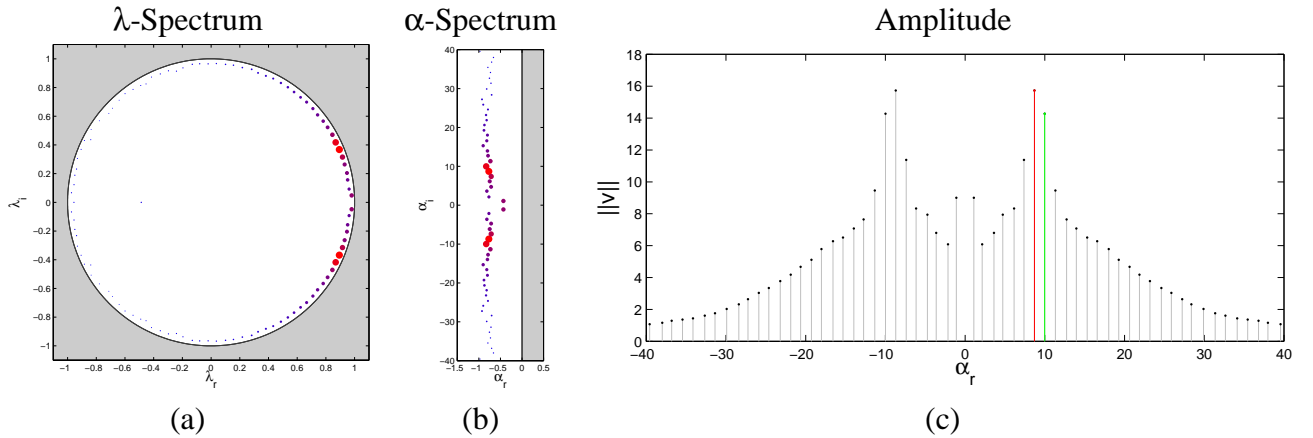 λ-Spectrum
α-Spectrum
Amplitude
1
0.8
0.6
0.4
0.2
0
−0.2
−0.4
−0.6
−0.8
−1
λi
−1 −0.8 −0.6 −0.4 −0.2 0 0.2 0.4 0.6 0.8 1
λr
(a)
40
30
20
10
0
−10
−20
−30
−40
αi
−1.5 −1 −0.5 0 0.5
αr
(b)
18
16
14
12
10
8
6
4
2
0
||v||
−40 −30 −20 −10 0 10 20 30 40
αr
(c)